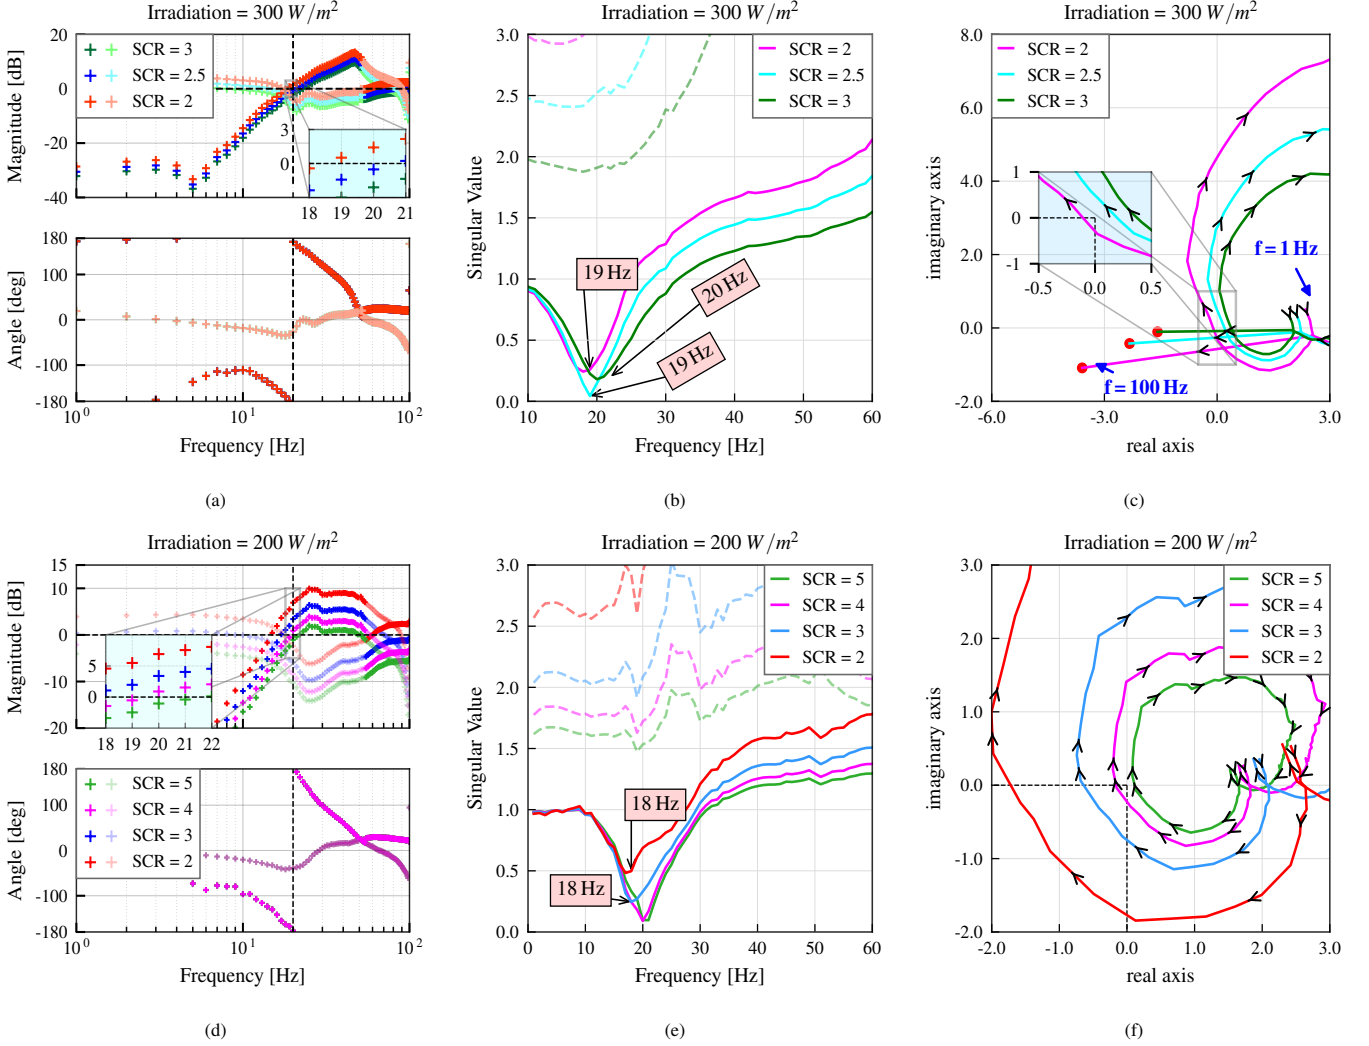 Irradiation = 300 W/m²
20
0
-20
-40
Magnitude [dB]
SCR = 3
SCR = 2.5
SCR = 2
3
0
18 19 20 21
180
100
0
-100
-180
Angle [deg
10⁰ 10¹ 10²
Frequency [Hz]
(a)
Irradiation = 300 W/m²
3.0
2.5
2.0
1.5
1.0
0.5
0.0
Singular Value
SCR = 2
SCR = 2.5
SCR = 3
19 Hz
20 Hz
19 Hz
10 20 30 40 50 60
Frequency [Hz]
(b)
Irradiation = 300 W/m²
8.0
6.0
4.0
2.0
0.0
-2.0
imaginary axis
SCR = 2
SCR = 2.5
SCR = 3
1
0
-1
-0.5 0.0 0.5
f = 1 Hz
f = 100 Hz
-6.0 -3.0 0.0 3.0
real axis
(c)
Irradiation = 200 W/m²
15
10
0
-10
-20
Magnitude [dB]
5
0
18 19 20 21 22
180
100
0
-100
-180
Angle [deg]
SCR = 5
SCR = 4
SCR = 3
SCR = 2
10⁰ 10¹ 10²
Frequency [Hz]
(d)
Irradiation = 200 W/m²
3.0
2.5
2.0
1.5
1.0
0.5
0.0
Singular Value
SCR = 5
SCR = 4
SCR = 3
SCR = 2
18 Hz
18 Hz
0 10 20 30 40 50 60
Frequency [Hz]
(e)
Irradiation = 200 W/m²
3.0
2.0
1.0
0.0
-1.0
-2.0
imaginary axis
SCR = 5
SCR = 4
SCR = 3
SCR = 2
-2.0 -1.0 0.0 1.0 2.0 3.0
real axis
(f)